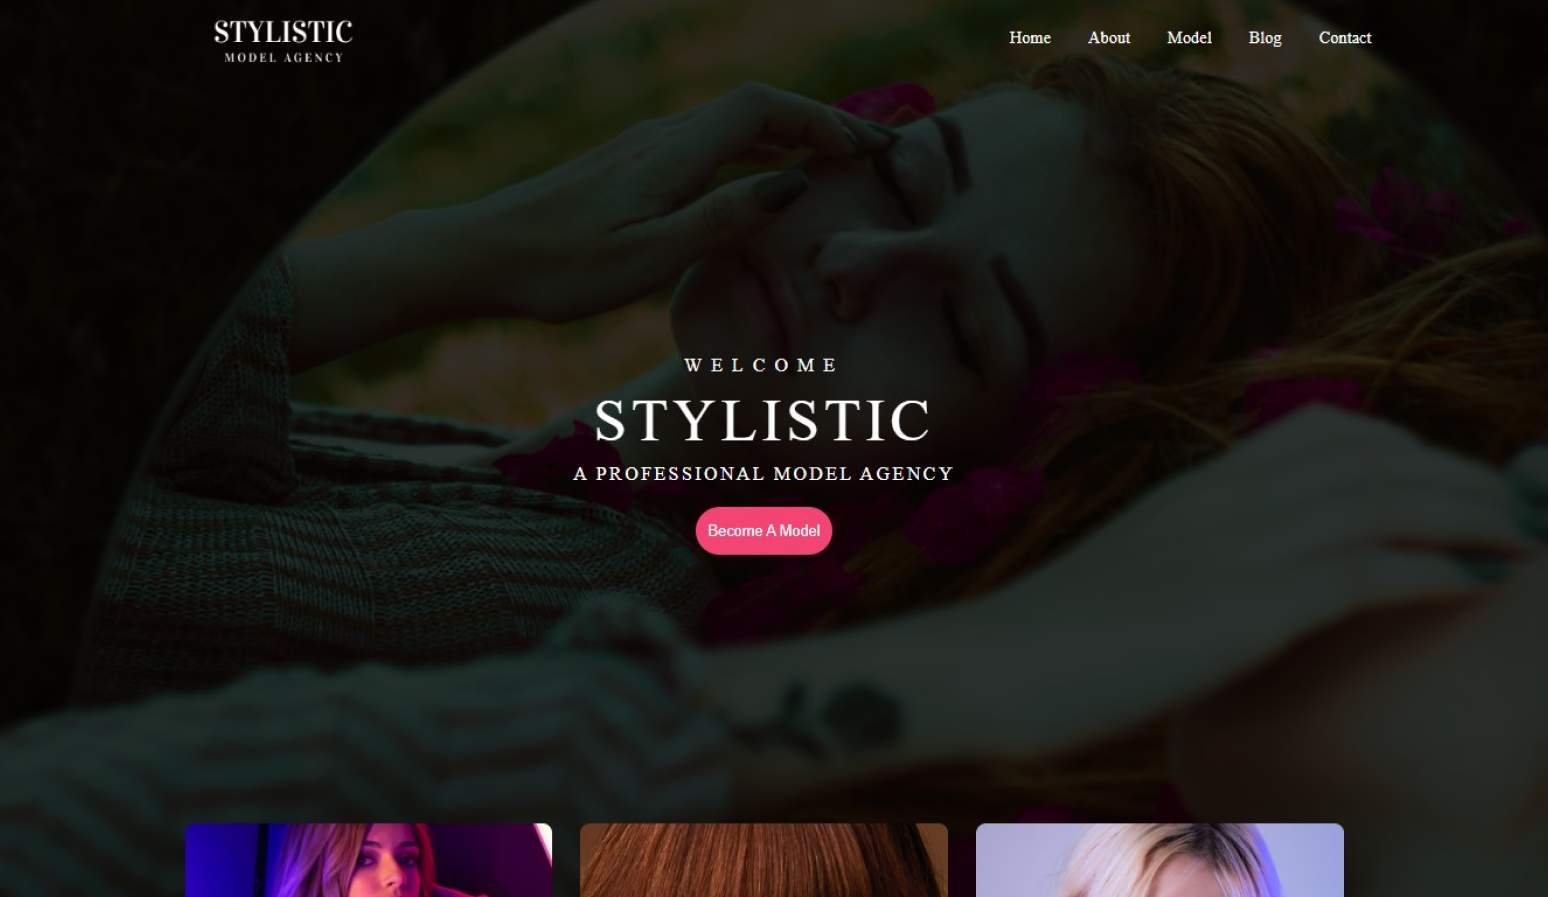 STYLISTIC
MODEL AGENCY
Home About Model Blog Contact
WELCOME
STYLISTIC
A PROFESSIONAL MODEL AGENCY
Become A Model